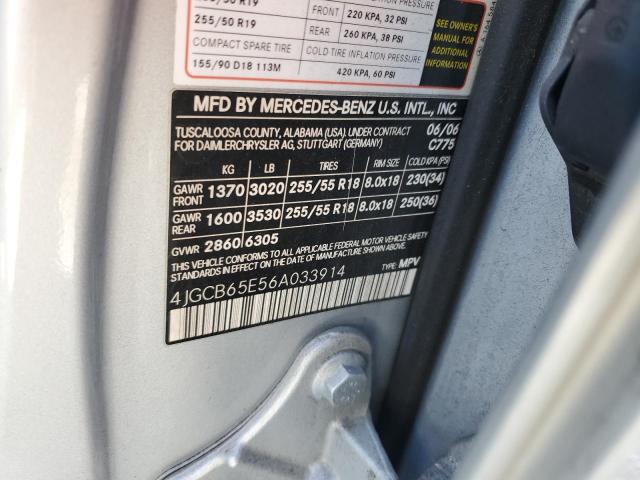 255/50 R19
FRONT 220 KPA, 32 PSI
255/50 R19
REAR 260 KPA, 38 PSI
COMPACT SPARE TIRE
COLD TIRE INFLATION PRESSURE
155/90 D18 113M
420 KPA, 60 PSI
SEE OWNER'S
MANUAL FOR
ADDITIONAL
INFORMATION
MFD BY MERCEDES-BENZ U.S. INTL., INC
TUSCALOOSA COUNTY, ALABAMA (USA), UNDER CONTRACT 06/06
FOR DAIMLERCHRYSLER AG, STUTTGART (GERMANY) C775
KG LB TIRES RIM SIZE COLD KPA (PSI)
GAWR FRONT 1370 3020 255/55 R18 8.0x18 230(34)
GAWR REAR 1600 3530 255/55 R18 8.0x18 250(36)
GVWR 2860 6305
THIS VEHICLE CONFORMS TO ALL APPLICABLE FEDERAL MOTOR VEHICLE SAFETY
STANDARDS IN EFFECT ON THE DATE OF MANUFACTURE SHOWN ABOVE
4JGCB65E56A033914 TYPE: MPV